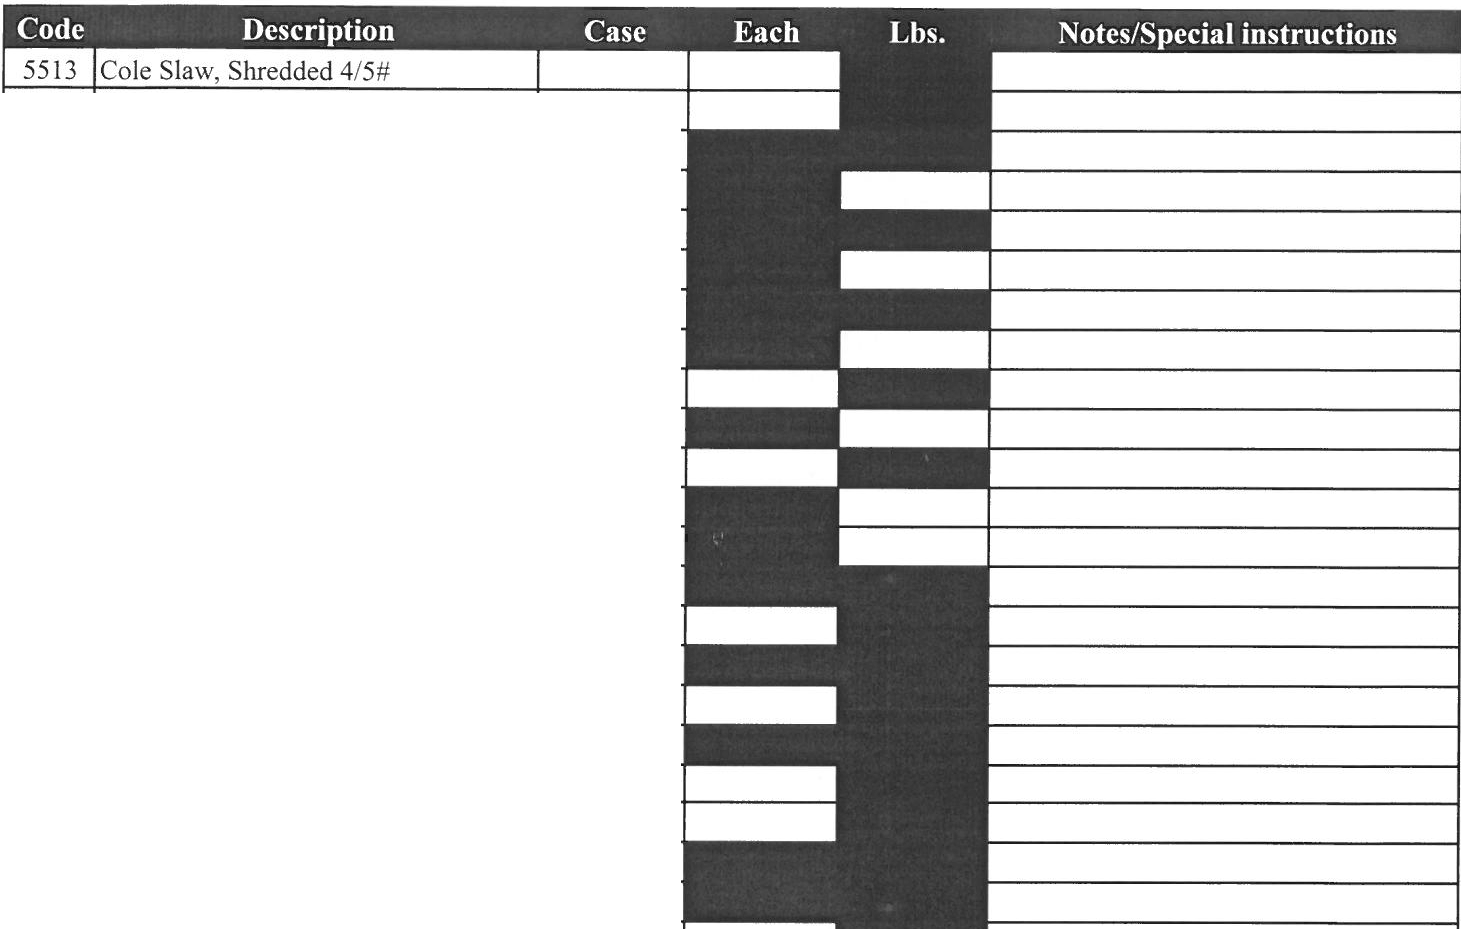 Code Description Case Each Lbs. Notes/Special instructions
5513 Cole Slaw, Shredded 4/5#